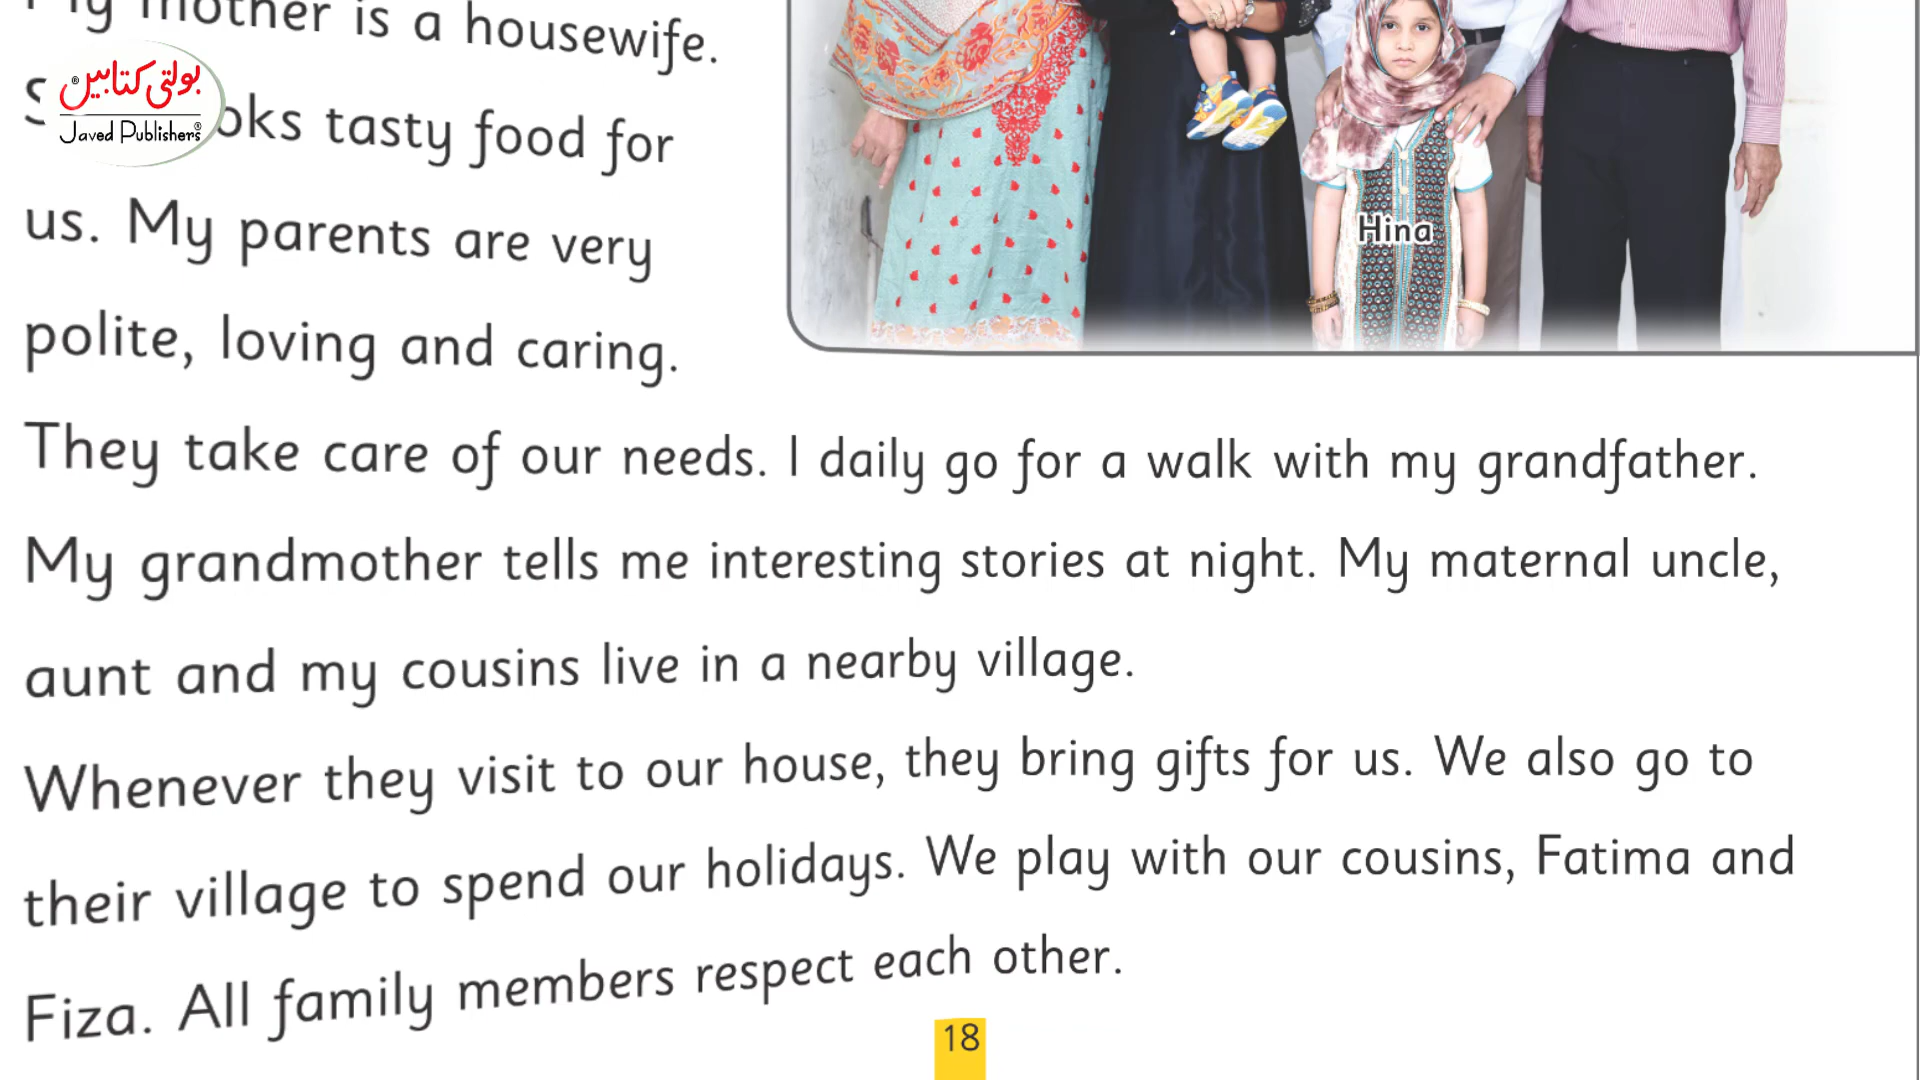 My mother is a housewife.
بولتی کتابیں
Javed Publishers
oks tasty food for
us. My parents are very
polite, loving and caring.
Hina
They take care of our needs. I daily go for a walk with my grandfather.
My grandmother tells me interesting stories at night. My maternal uncle,
aunt and my cousins live in a nearby village.
Whenever they visit to our house, they bring gifts for us. We also go to
their village to spend our holidays. We play with our cousins, Fatima and
Fiza. All family members respect each other.
18